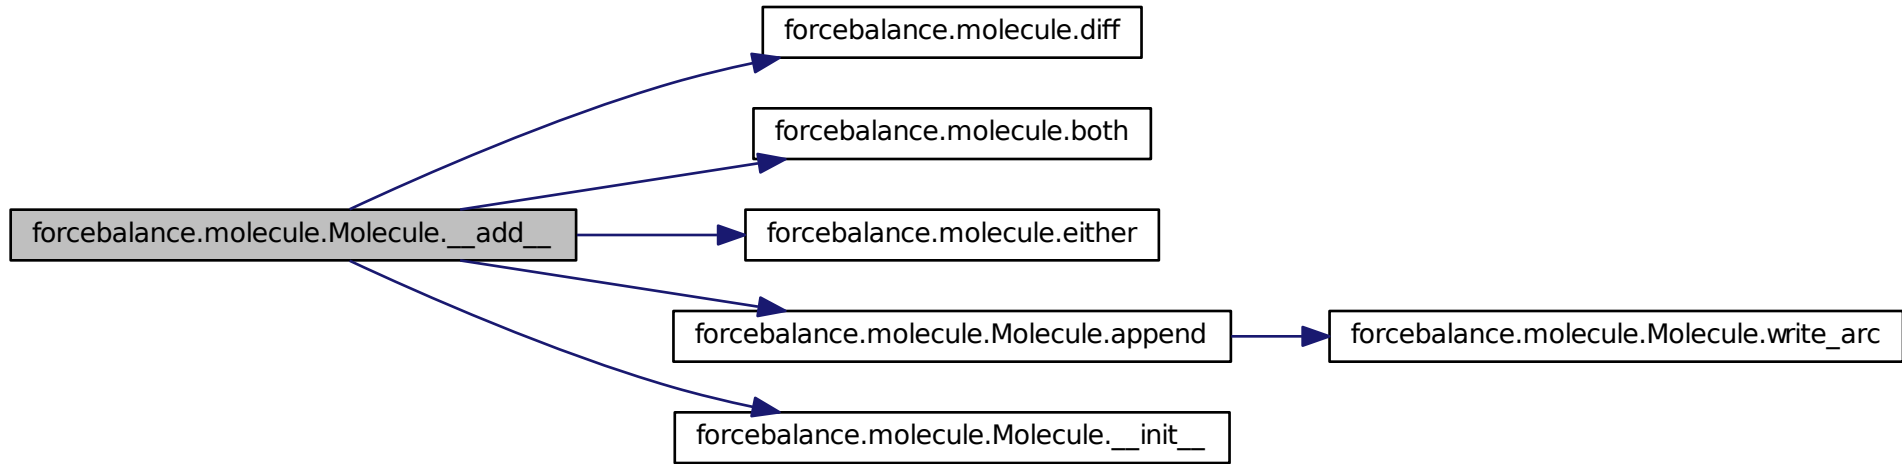 forcebalance.molecule.diff
forcebalance.molecule.both
forcebalance.molecule.Molecule.__add__
forcebalance.molecule.either
forcebalance.molecule.Molecule.append
forcebalance.molecule.Molecule.write_arc
forcebalance.molecule.Molecule.__init__